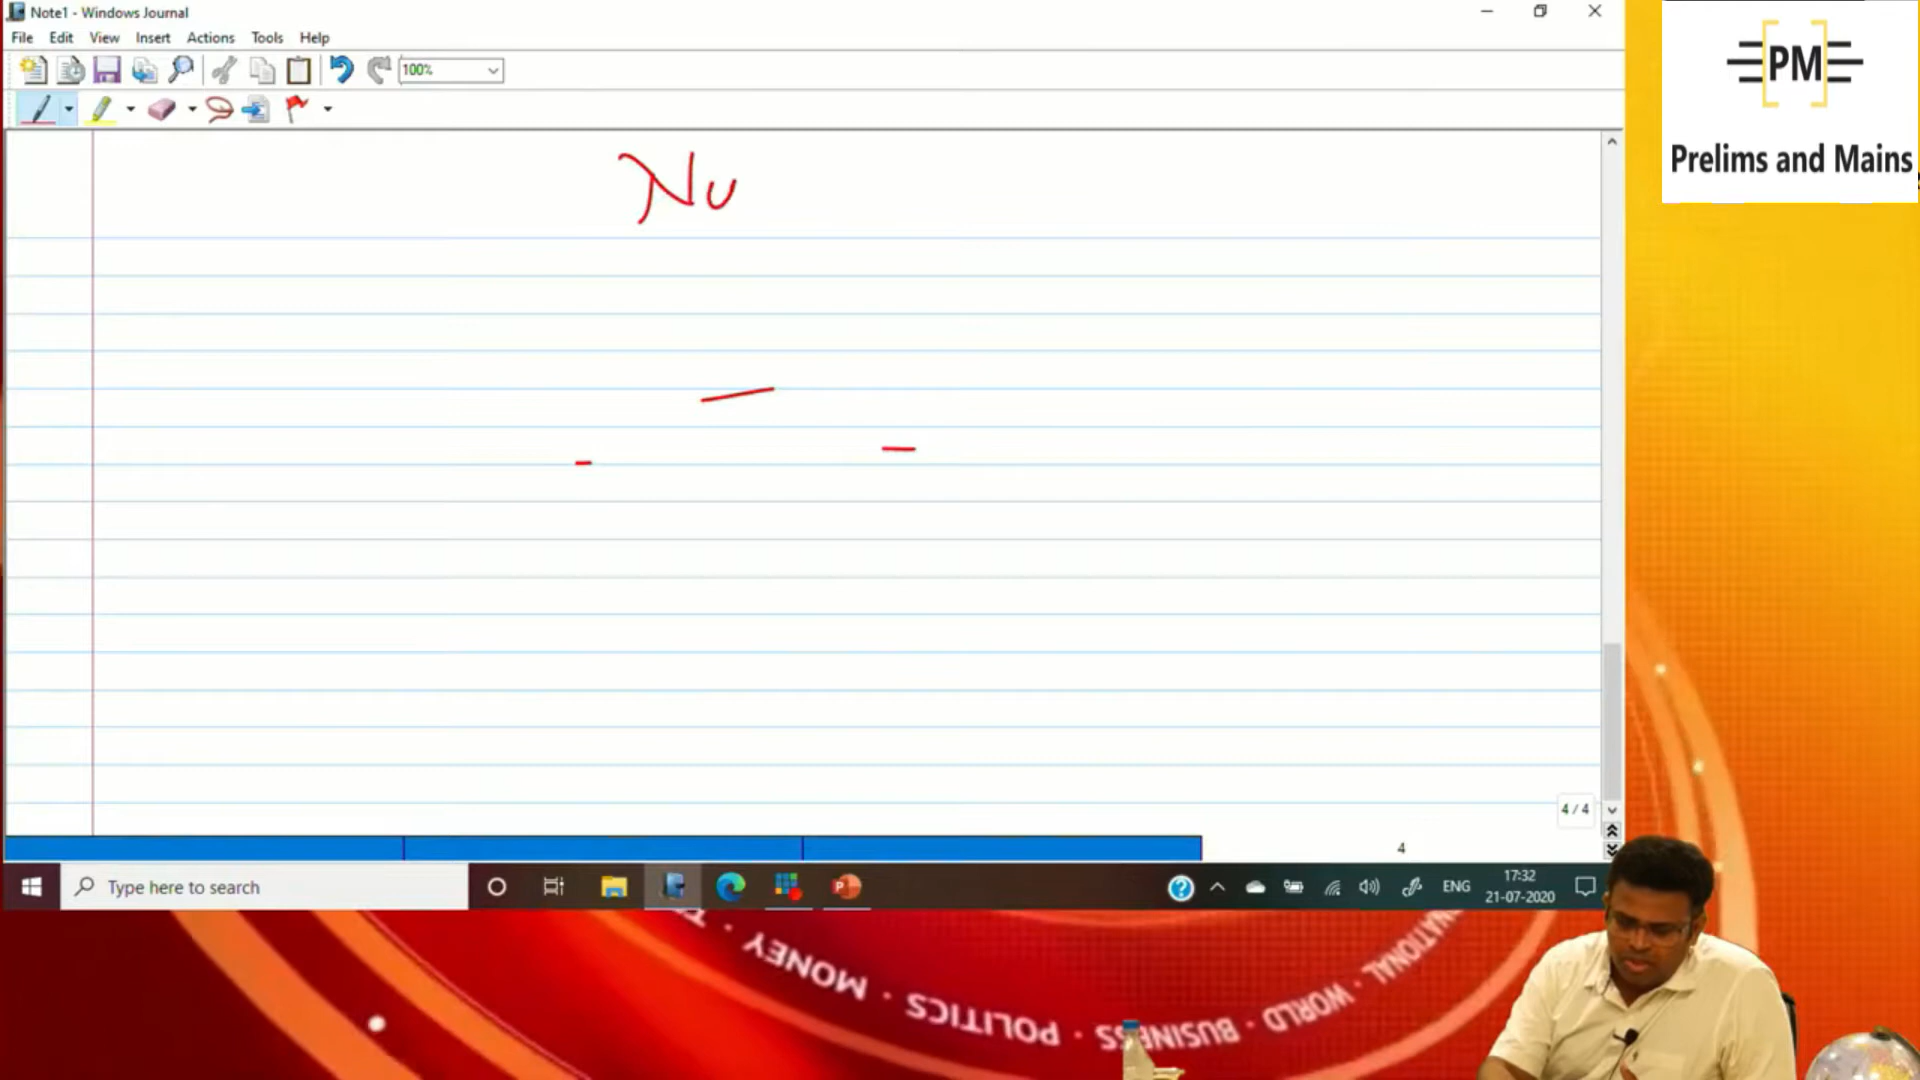 Note1 - Windows Journal
File Edit View Insert Actions Tools Help
100%
[PM]
Prelims and Mains
Nu
4 / 4
4
Type here to search
ENG
17:32
21-07-2020
MONEY · POLITICS · BUSINESS · WORLD · NATIONAL